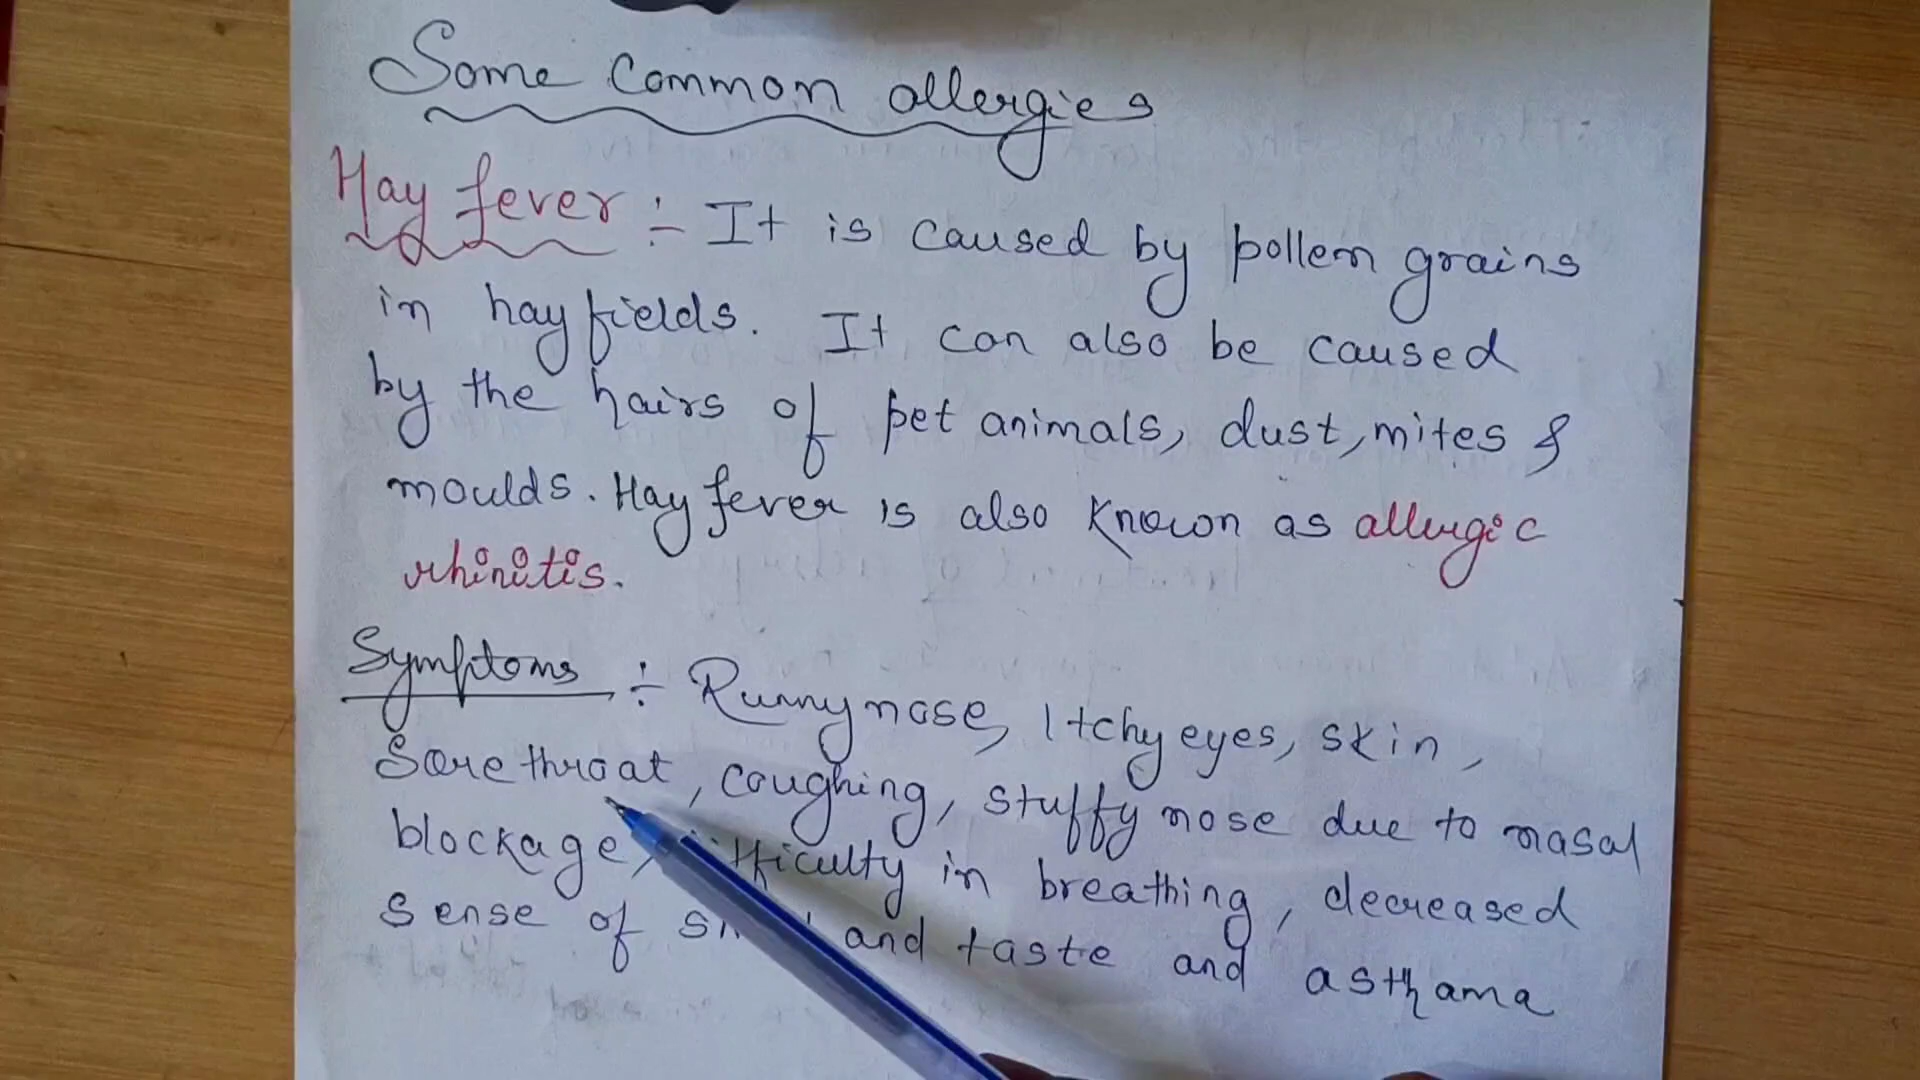 Some common allergies
Hay fever :- It is caused by pollen grains
in hay fields. It can also be caused
by the hairs of pet animals, dust, mites &
moulds. Hay fever is also known as allergic
rhinitis.
Symptoms :- Runny nose, Itchy eyes, skin,
Sore throat, coughing, stuffy nose due to nasal
blockage, in breathing, decreased
sense of and taste and asthama